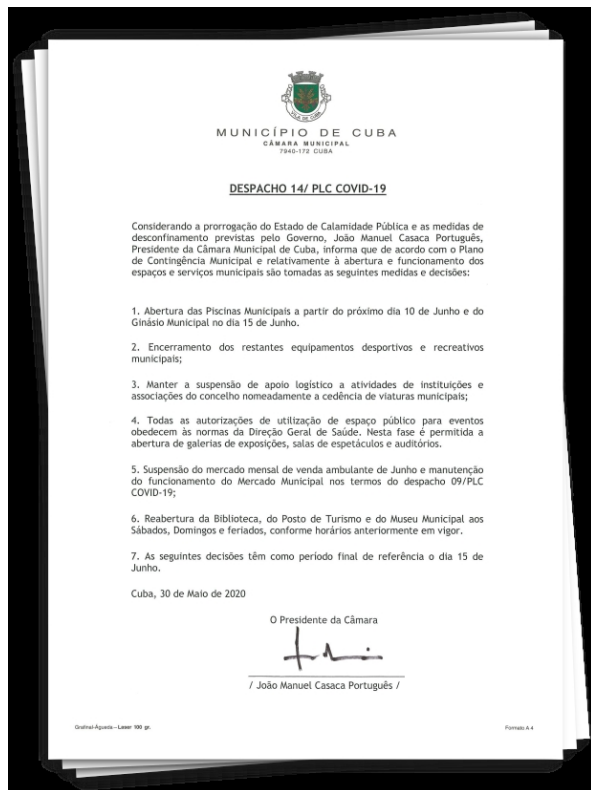 VILA DE CUBA
MUNICÍPIO DE CUBA
CÂMARA MUNICIPAL
7940-172 CUBA
DESPACHO 14/ PLC COVID-19
Considerando a prorrogação do Estado de Calamidade Pública e as medidas de
desconfinamento previstas pelo Governo, João Manuel Casaca Português,
Presidente da Câmara Municipal de Cuba, informa que de acordo com o Plano
de Contingência Municipal e relativamente à abertura e funcionamento dos
espaços e serviços municipais são tomadas as seguintes medidas e decisões:
1. Abertura das Piscinas Municipais a partir do próximo dia 10 de Junho e do
Ginásio Municipal no dia 15 de Junho.
2. Encerramento dos restantes equipamentos desportivos e recreativos
municipais;
3. Manter a suspensão de apoio logístico a atividades de instituições e
associações do concelho nomeadamente a cedência de viaturas municipais;
4. Todas as autorizações de utilização de espaço público para eventos
obedecem às normas da Direção Geral de Saúde. Nesta fase é permitida a
abertura de galerias de exposições, salas de espetáculos e auditórios.
5. Suspensão do mercado mensal de venda ambulante de Junho e manutenção
do funcionamento do Mercado Municipal nos termos do despacho 09/PLC
COVID-19;
6. Reabertura da Biblioteca, do Posto de Turismo e do Museu Municipal aos
Sábados, Domingos e feriados, conforme horários anteriormente em vigor.
7. As seguintes decisões têm como período final de referência o dia 15 de
Junho.
Cuba, 30 de Maio de 2020
O Presidente da Câmara
/ João Manuel Casaca Português /
Grafinal-Águeda – Laser 100 gr.
Formato A 4